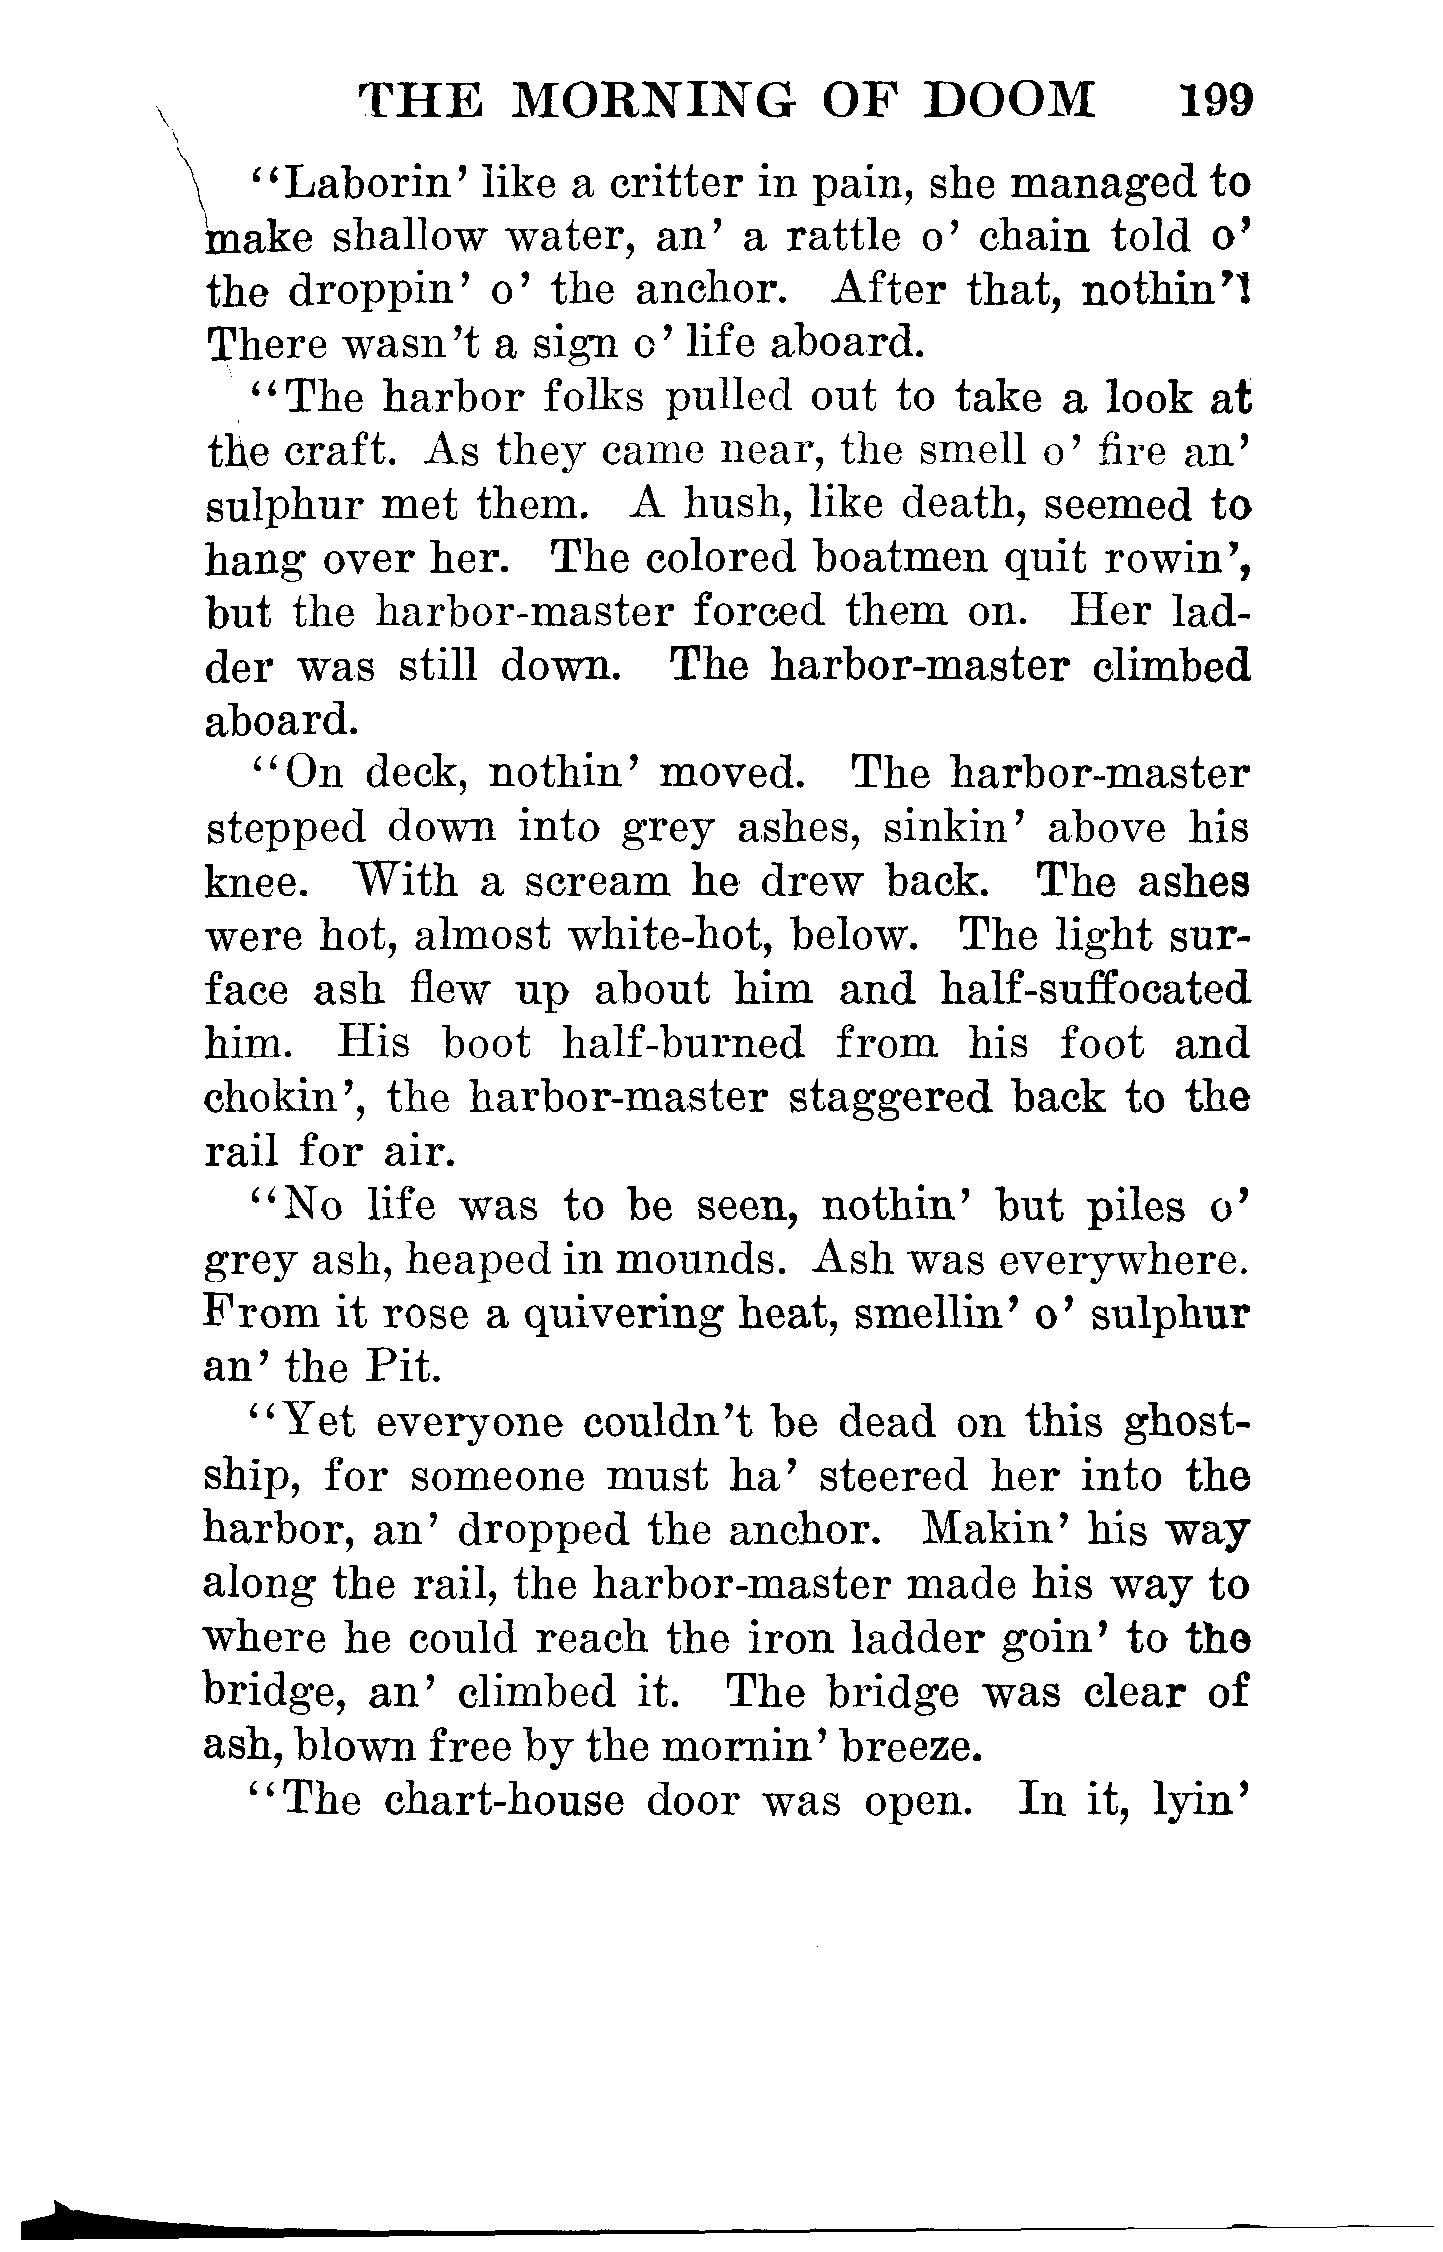 THE MORNING OF DOOM 199
“Laborin’ like a critter in pain, she managed to
make shallow water, an’ a rattle o’ chain told o’
the droppin’ o’ the anchor. After that, nothin’!
There wasn’t a sign o’ life aboard.
“The harbor folks pulled out to take a look at
the craft. As they came near, the smell o’ fire an’
sulphur met them. A hush, like death, seemed to
hang over her. The colored boatmen quit rowin’,
but the harbor-master forced them on. Her lad-
der was still down. The harbor-master climbed
aboard.
“On deck, nothin’ moved. The harbor-master
stepped down into grey ashes, sinkin’ above his
knee. With a scream he drew back. The ashes
were hot, almost white-hot, below. The light sur-
face ash flew up about him and half-suffocated
him. His boot half-burned from his foot and
chokin’, the harbor-master staggered back to the
rail for air.
“No life was to be seen, nothin’ but piles o’
grey ash, heaped in mounds. Ash was everywhere.
From it rose a quivering heat, smellin’ o’ sulphur
an’ the Pit.
“Yet everyone couldn’t be dead on this ghost-
ship, for someone must ha’ steered her into the
harbor, an’ dropped the anchor. Makin’ his way
along the rail, the harbor-master made his way to
where he could reach the iron ladder goin’ to the
bridge, an’ climbed it. The bridge was clear of
ash, blown free by the mornin’ breeze.
“The chart-house door was open. In it, lyin’